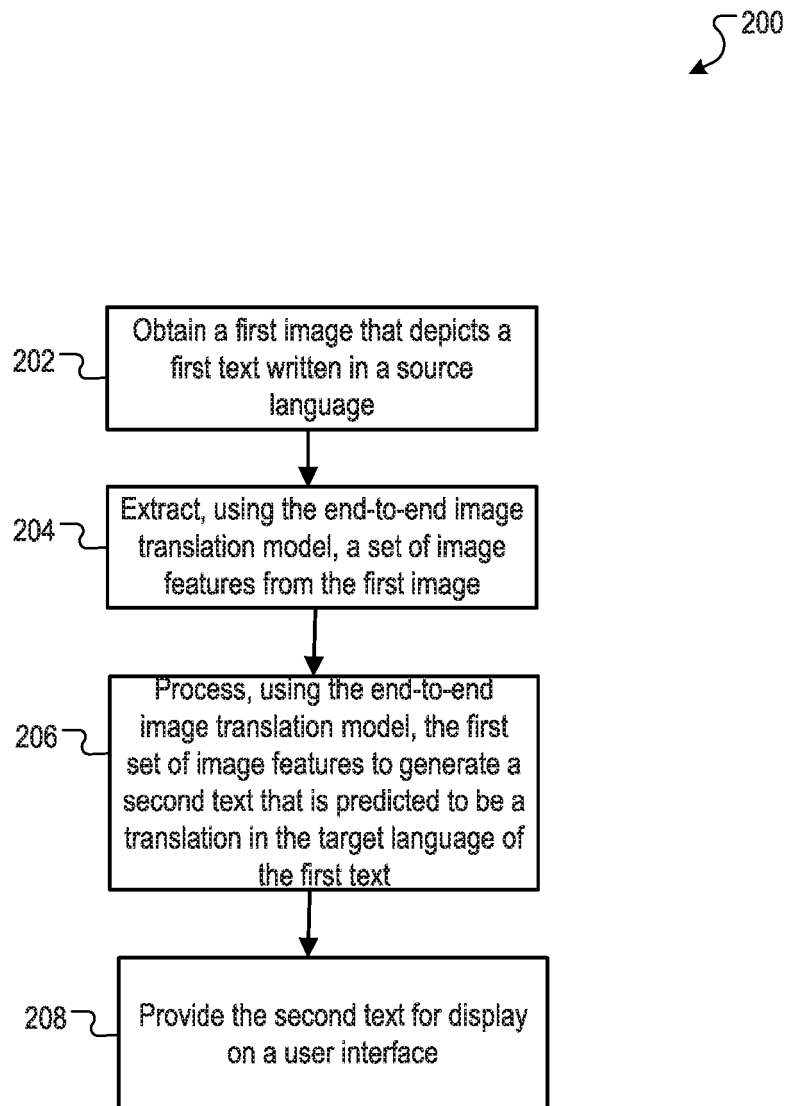 200
202
Obtain a first image that depicts a
first text written in a source
language
204
Extract, using the end-to-end image
translation model, a set of image
features from the first image
206
Process, using the end-to-end
image translation model, the first
set of image features to generate a
second text that is predicted to be a
translation in the target language of
the first text
208
Provide the second text for display
on a user interface